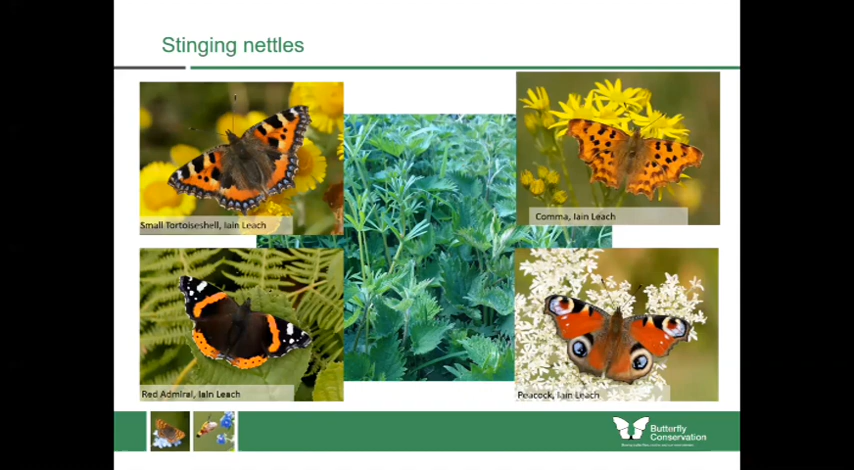 Stinging nettles
Small Tortoiseshell, Iain Leach
Comma, Iain Leach
Red Admiral, Iain Leach
Peacock, Iain Leach
Butterfly
Conservation